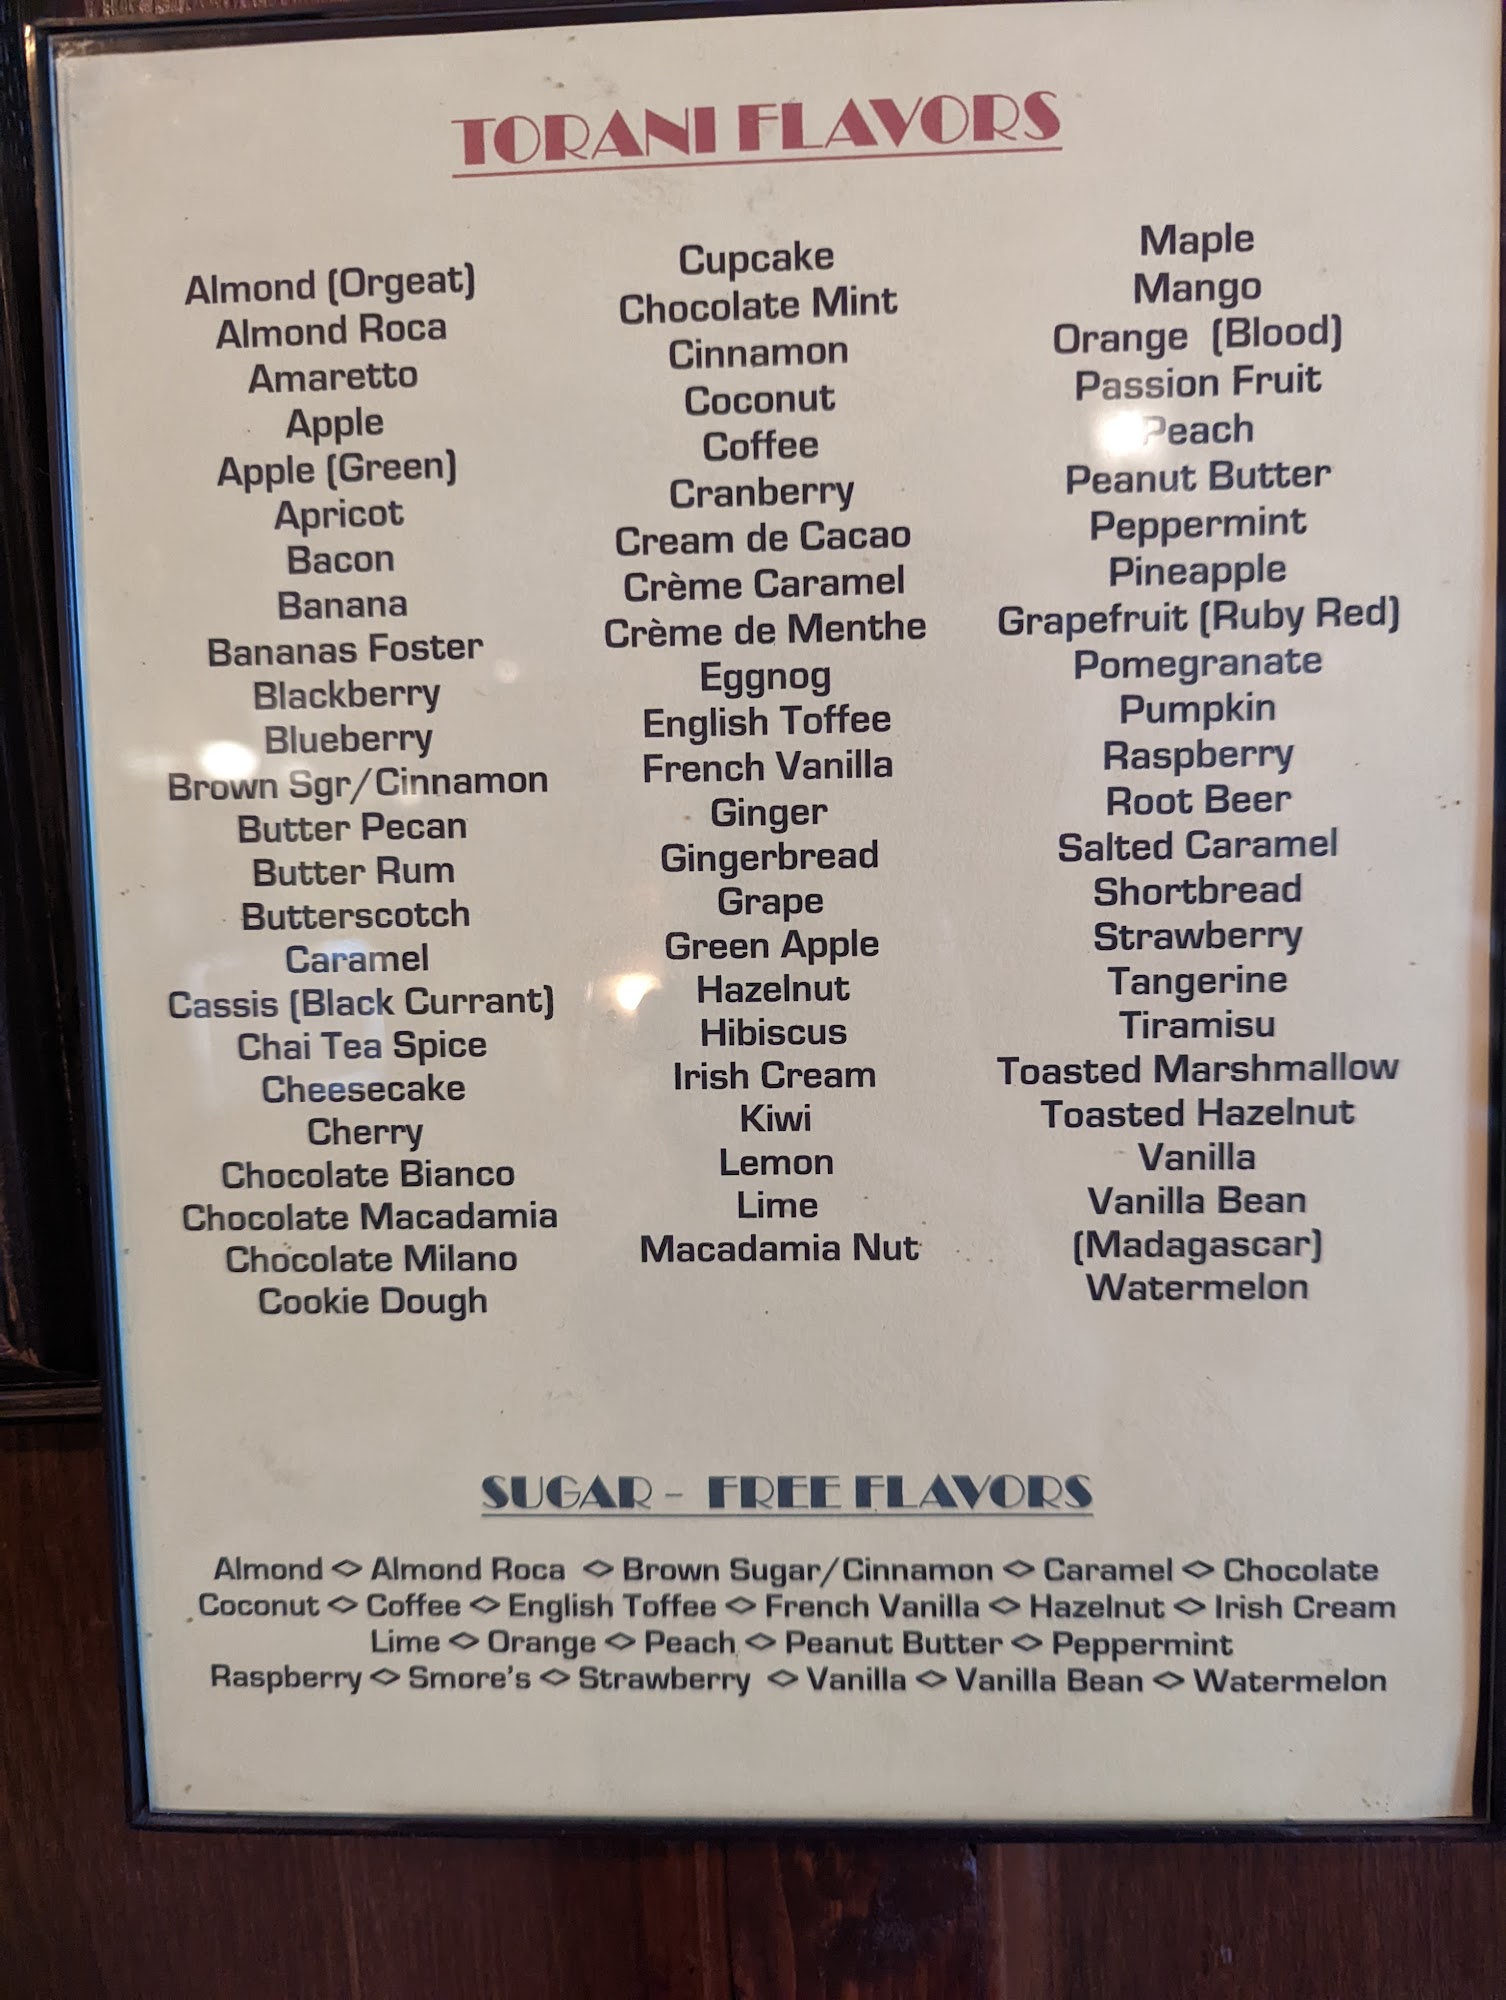 TORANI FLAVORS
Almond (Orgeat)
Almond Roca
Amaretto
Apple
Apple (Green)
Apricot
Bacon
Banana
Bananas Foster
Blackberry
Blueberry
Brown Sgr/Cinnamon
Butter Pecan
Butter Rum
Butterscotch
Caramel
Cassis (Black Currant)
Chai Tea Spice
Cheesecake
Cherry
Chocolate Bianco
Chocolate Macadamia
Chocolate Milano
Cookie Dough
Cupcake
Chocolate Mint
Cinnamon
Coconut
Coffee
Cranberry
Cream de Cacao
Crème Caramel
Crème de Menthe
Eggnog
English Toffee
French Vanilla
Ginger
Gingerbread
Grape
Green Apple
Hazelnut
Hibiscus
Irish Cream
Kiwi
Lemon
Lime
Macadamia Nut
Maple
Mango
Orange (Blood)
Passion Fruit
Peach
Peanut Butter
Peppermint
Pineapple
Grapefruit (Ruby Red)
Pomegranate
Pumpkin
Raspberry
Root Beer
Salted Caramel
Shortbread
Strawberry
Tangerine
Tiramisu
Toasted Marshmallow
Toasted Hazelnut
Vanilla
Vanilla Bean
(Madagascar)
Watermelon
SUGAR - FREE FLAVORS
Almond <> Almond Roca <> Brown Sugar/Cinnamon <> Caramel <> Chocolate
Coconut <> Coffee <> English Toffee <> French Vanilla <> Hazelnut <> Irish Cream
Lime <> Orange <> Peach <> Peanut Butter <> Peppermint
Raspberry <> Smore's <> Strawberry <> Vanilla <> Vanilla Bean <> Watermelon